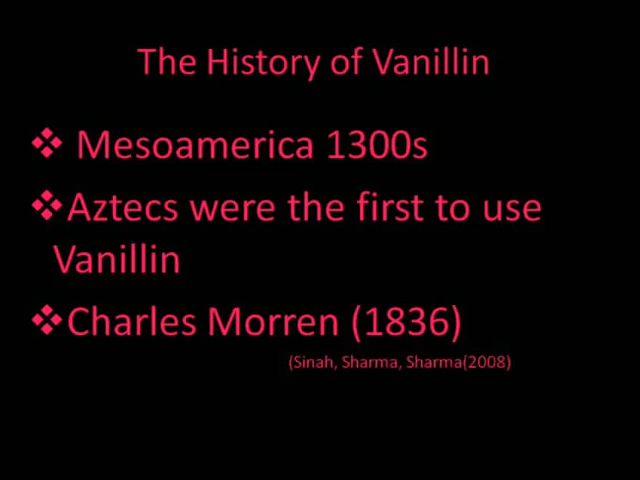 The History of Vanillin
❖ Mesoamerica 1300s
❖Aztecs were the first to use
Vanillin
❖Charles Morren (1836)
(Sinah, Sharma, Sharma(2008)